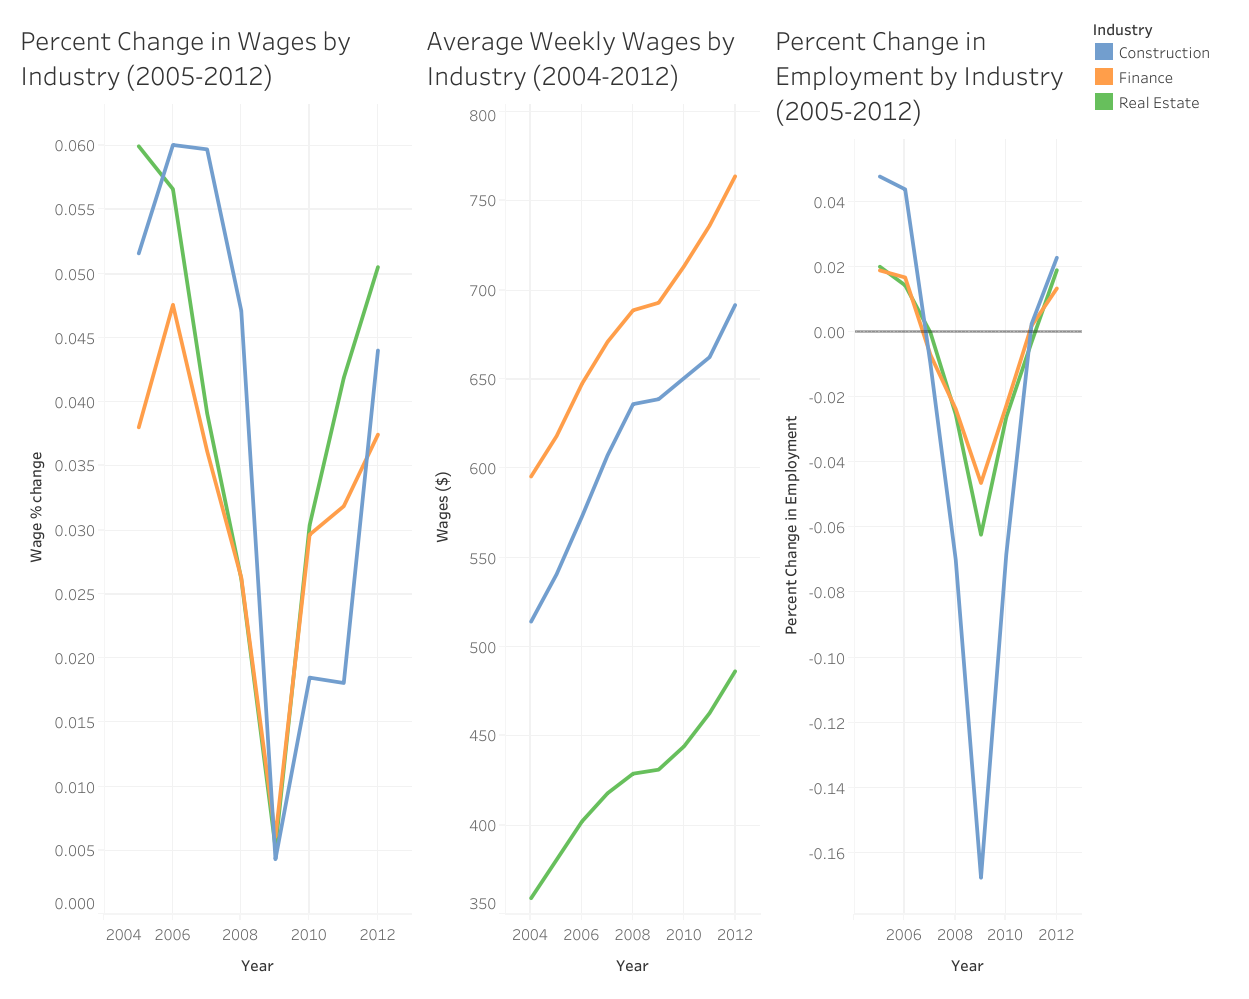 Percent Change in Wages by
Industry (2005-2012)
Wage % change
0.060
0.055
0.050
0.045
0.040
0.035
0.030
0.025
0.020
0.015
0.010
0.005
0.000
2004 2006 2008 2010 2012
Year
Average Weekly Wages by
Industry (2004-2012)
Wages ($)
800
750
700
650
600
550
500
450
400
350
2004 2006 2008 2010 2012
Year
Percent Change in
Employment by Industry
(2005-2012)
Percent Change in Employment
0.04
0.02
0.00
-0.02
-0.04
-0.06
-0.08
-0.10
-0.12
-0.14
-0.16
2006 2008 2010 2012
Year
Industry
Construction
Finance
Real Estate